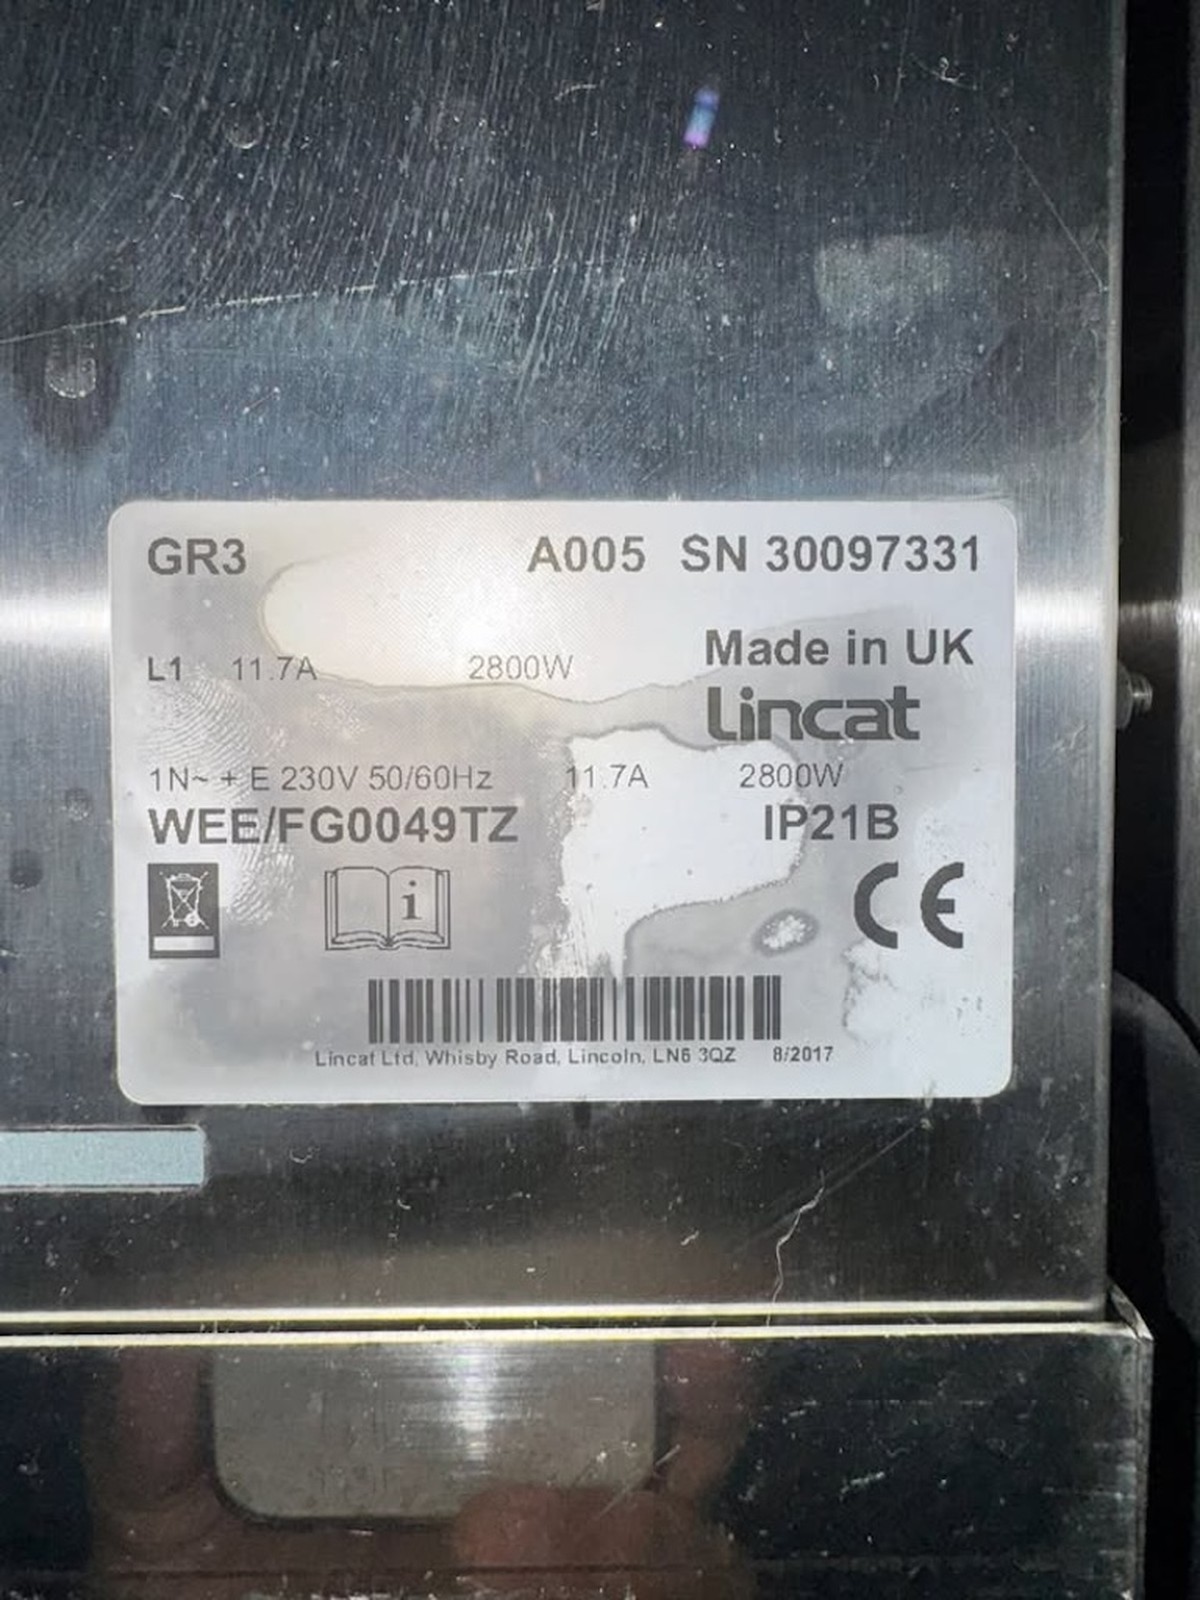 GR3 A005 SN 30097331
Made in UK
L1 11.7A 2800W
Lincat
1N~ + E 230V 50/60Hz 11.7A 2800W
WEE/FG0049TZ IP21B
i
CE
Lincat Ltd, Whisby Road, Lincoln, LN6 3QZ 8/2017